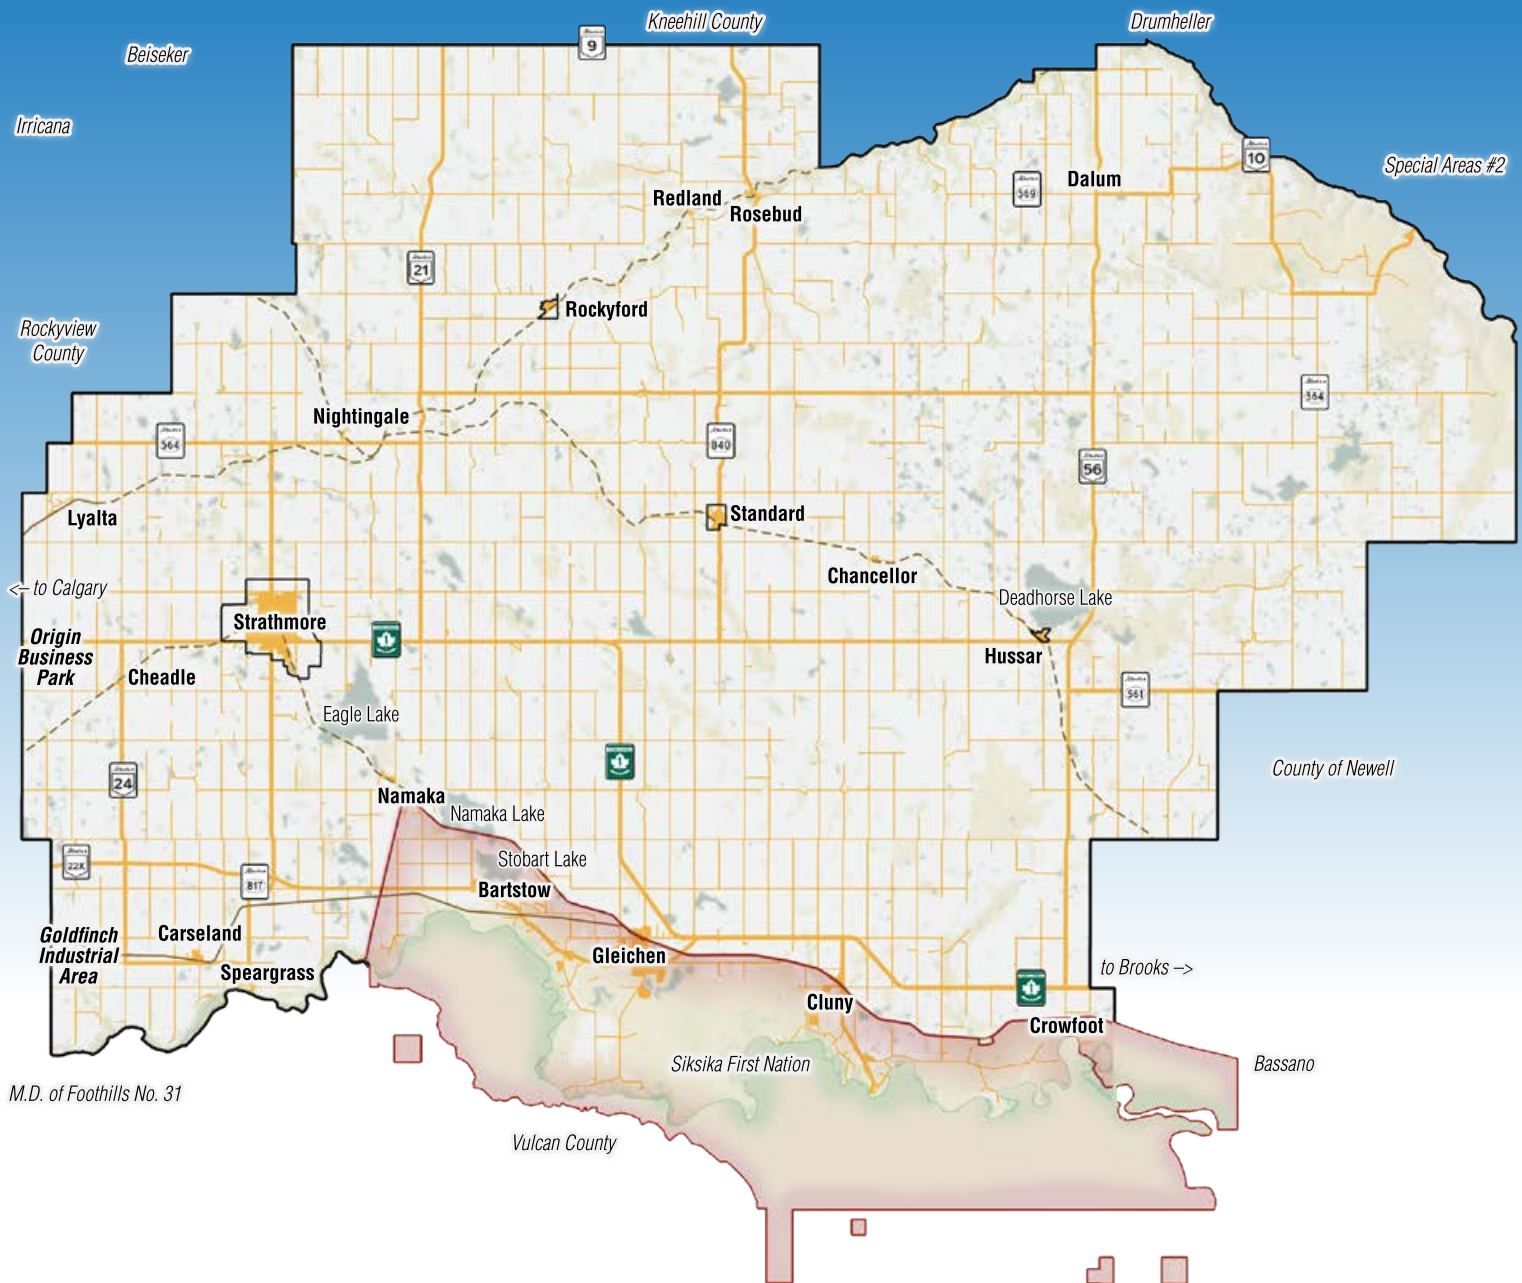 Kneehill County
Drumheller
9
Beiseker
Irricana
10
Special Areas #2
Dalum
569
Redland
Rosebud
21
Rockyford
Rockyview
County
564
Nightingale
564
840
56
Standard
Lyalta
Chancellor
<– to Calgary
Deadhorse Lake
Strathmore
1
Origin
Business
Park
Hussar
Cheadle
561
Eagle Lake
1
County of Newell
24
Namaka
Namaka Lake
22X
Stobart Lake
817
Bartstow
Carseland
Goldfinch
Industrial
Area
Gleichen
to Brooks –>
Speargrass
1
Cluny
Crowfoot
Siksika First Nation
Bassano
M.D. of Foothills No. 31
Vulcan County